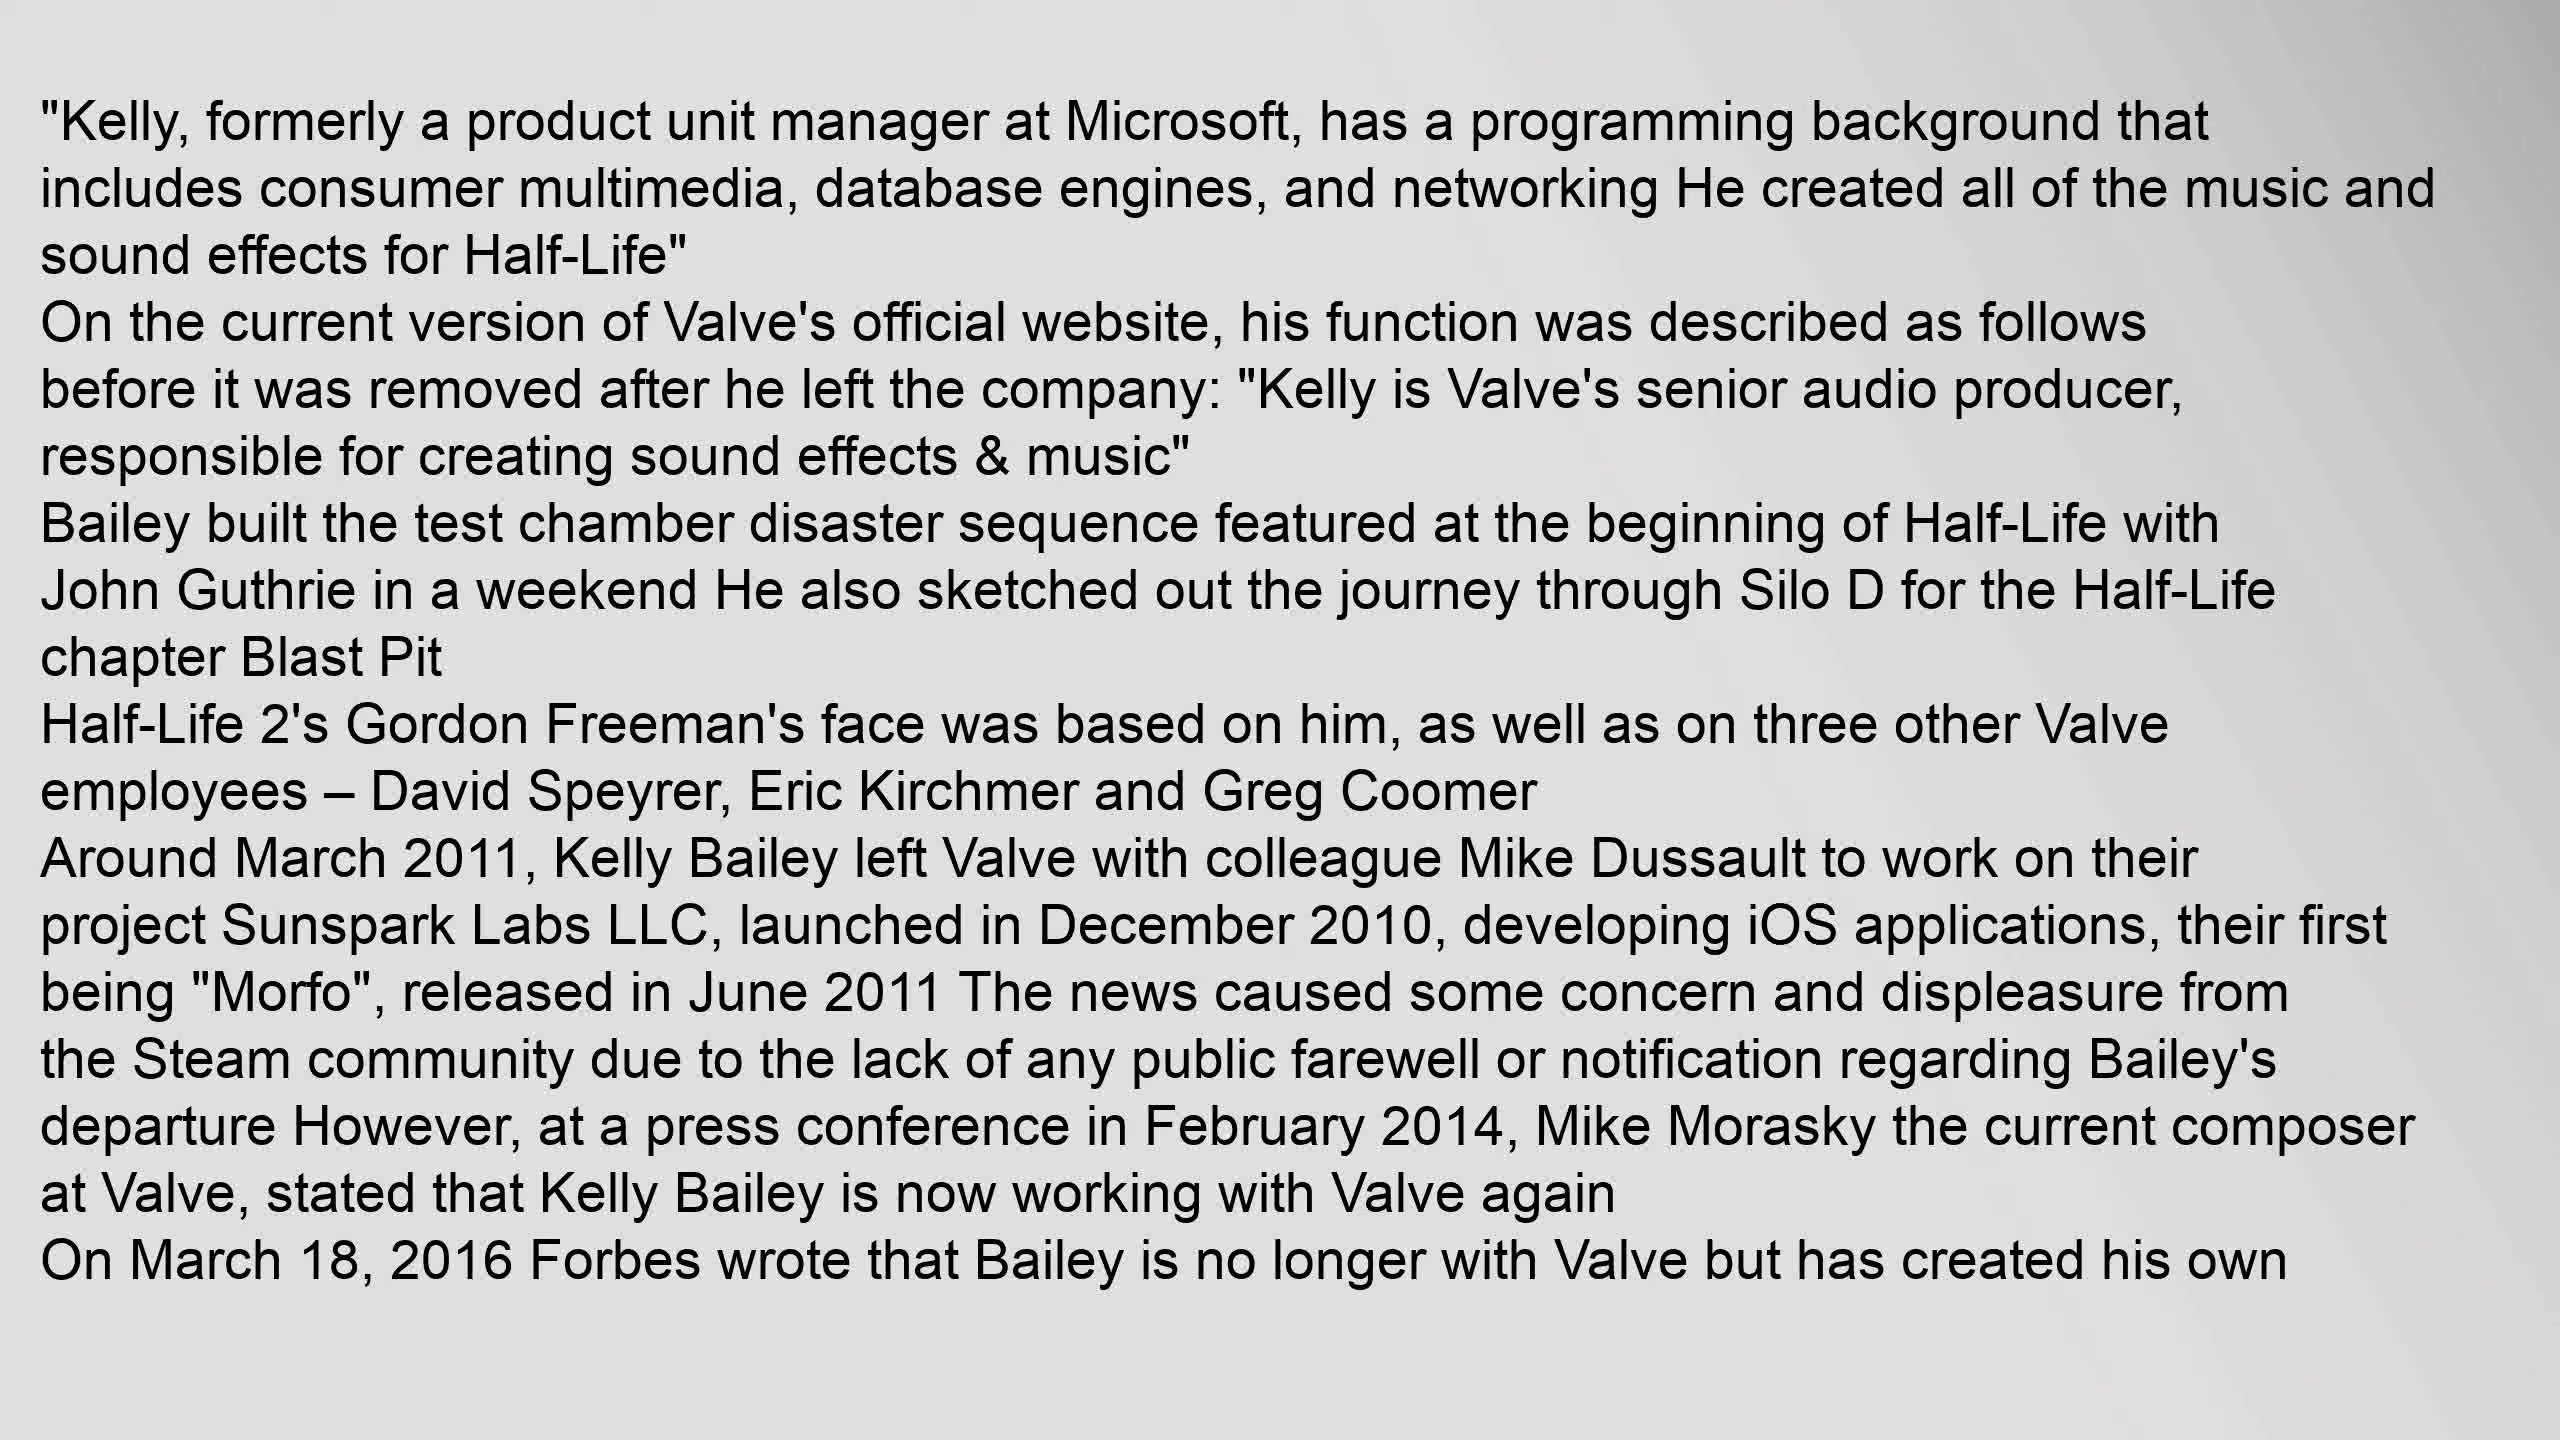 "Kelly, formerly a product unit manager at Microsoft, has a programming background that
includes consumer multimedia, database engines, and networking He created all of the music and
sound effects for Half-Life"
On the current version of Valve's official website, his function was described as follows
before it was removed after he left the company: "Kelly is Valve's senior audio producer,
responsible for creating sound effects & music"
Bailey built the test chamber disaster sequence featured at the beginning of Half-Life with
John Guthrie in a weekend He also sketched out the journey through Silo D for the Half-Life
chapter Blast Pit
Half-Life 2's Gordon Freeman's face was based on him, as well as on three other Valve
employees – David Speyrer, Eric Kirchmer and Greg Coomer
Around March 2011, Kelly Bailey left Valve with colleague Mike Dussault to work on their
project Sunspark Labs LLC, launched in December 2010, developing iOS applications, their first
being "Morfo", released in June 2011 The news caused some concern and displeasure from
the Steam community due to the lack of any public farewell or notification regarding Bailey's
departure However, at a press conference in February 2014, Mike Morasky the current composer
at Valve, stated that Kelly Bailey is now working with Valve again
On March 18, 2016 Forbes wrote that Bailey is no longer with Valve but has created his own